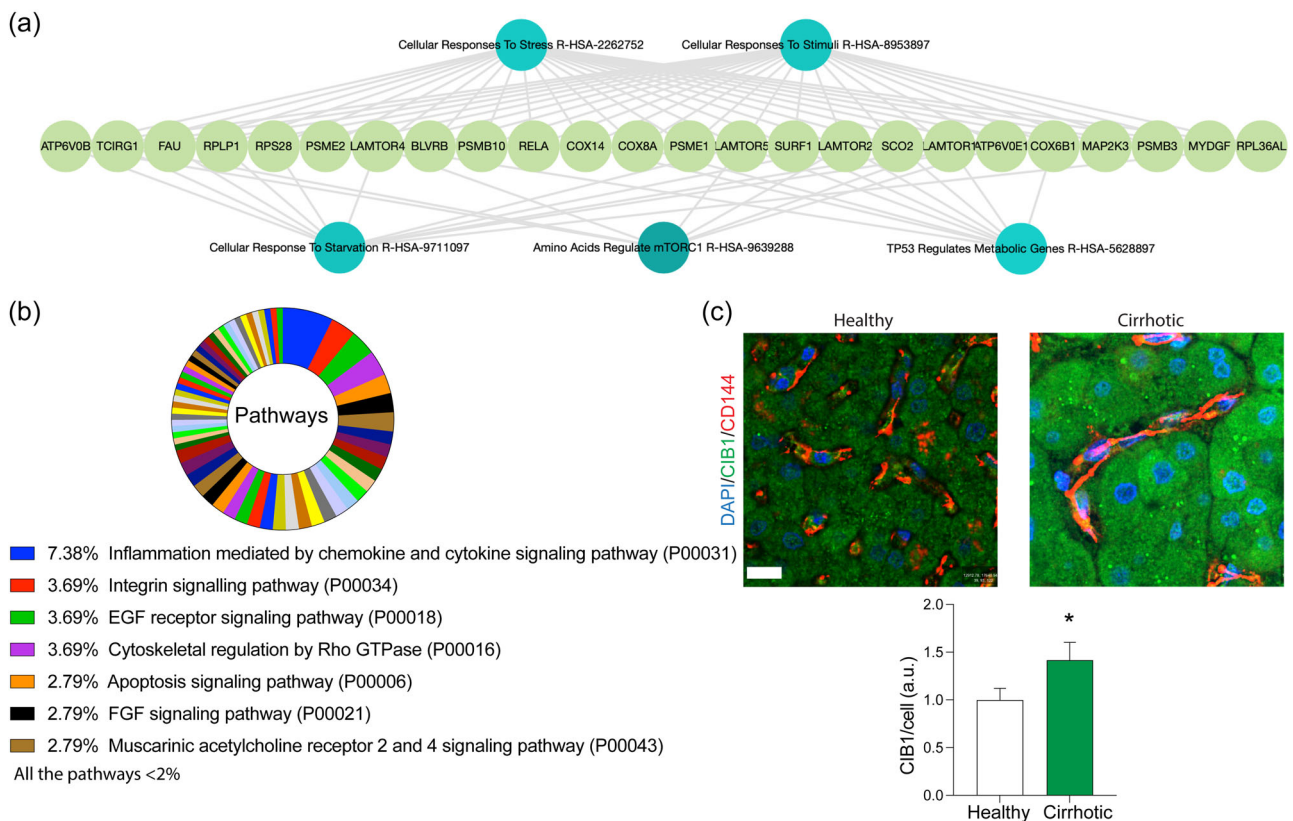 (a)
Cellular Responses To Stress R-HSA-2262752
Cellular Responses To Stimuli R-HSA-8953897
ATP6V0B TCIRG1 FAU RPLP1 RPS28 PSME2 LAMTOR4 BLVRB PSMB10 RELA COX14 COX8A PSME1 LAMTOR5 SURF1 LAMTOR2 SCO2 LAMTOR1 ATP6V0E1 COX6B1 MAP2K3 PSMB3 MYDGF RPL36AL
Cellular Response To Starvation R-HSA-9711097
Amino Acids Regulate mTORC1 R-HSA-9639288
TP53 Regulates Metabolic Genes R-HSA-5628897
(b)
Pathways
7.38% Inflammation mediated by chemokine and cytokine signaling pathway (P00031)
3.69% Integrin signalling pathway (P00034)
3.69% EGF receptor signaling pathway (P00018)
3.69% Cytoskeletal regulation by Rho GTPase (P00016)
2.79% Apoptosis signaling pathway (P00006)
2.79% FGF signaling pathway (P00021)
2.79% Muscarinic acetylcholine receptor 2 and 4 signaling pathway (P00043)
All the pathways <2%
(c)
Healthy
Cirrhotic
DAPI/CIB1/CD144
CIB1/cell (a.u.)
2.0
1.5
1.0
0.5
0.0
*
Healthy
Cirrhotic